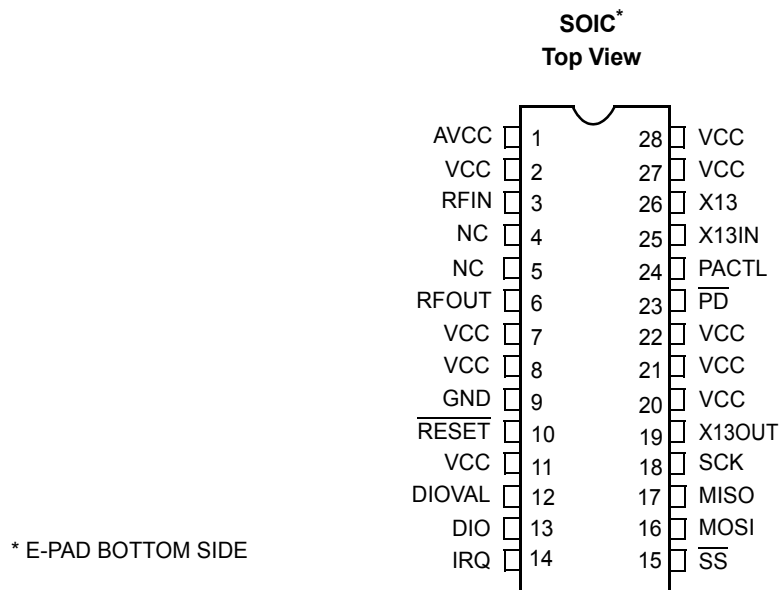 SOIC*
Top View
AVCC 1 28 VCC
VCC 2 27 VCC
RFIN 3 26 X13
NC 4 25 X13IN
NC 5 24 PACTL
RFOUT 6 23 P̅D̅
VCC 7 22 VCC
VCC 8 21 VCC
GND 9 20 VCC
R̅E̅S̅E̅T̅ 10 19 X13OUT
VCC 11 18 SCK
DIOVAL 12 17 MISO
DIO 13 16 MOSI
IRQ 14 15 S̅S̅
* E-PAD BOTTOM SIDE